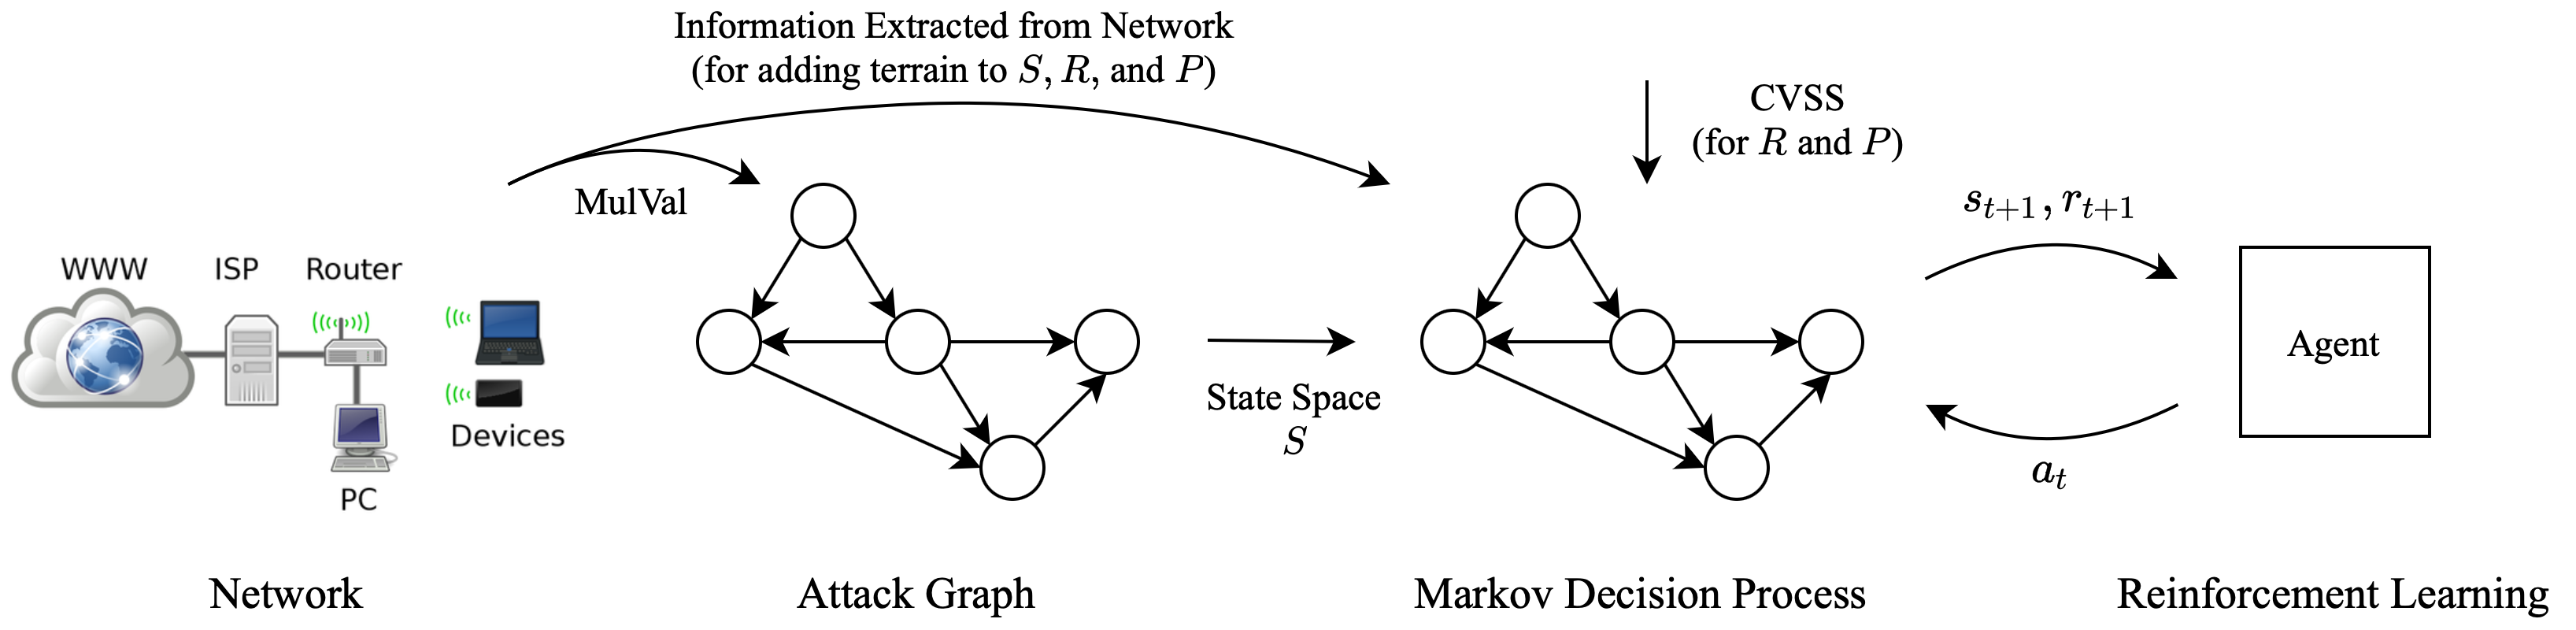 Information Extracted from Network
(for adding terrain to S, R, and P)
MulVal
CVSS
(for R and P)
s_{t+1}, r_{t+1}
WWW
ISP
Router
Devices
PC
State Space
S
Agent
a_t
Network
Attack Graph
Markov Decision Process
Reinforcement Learning